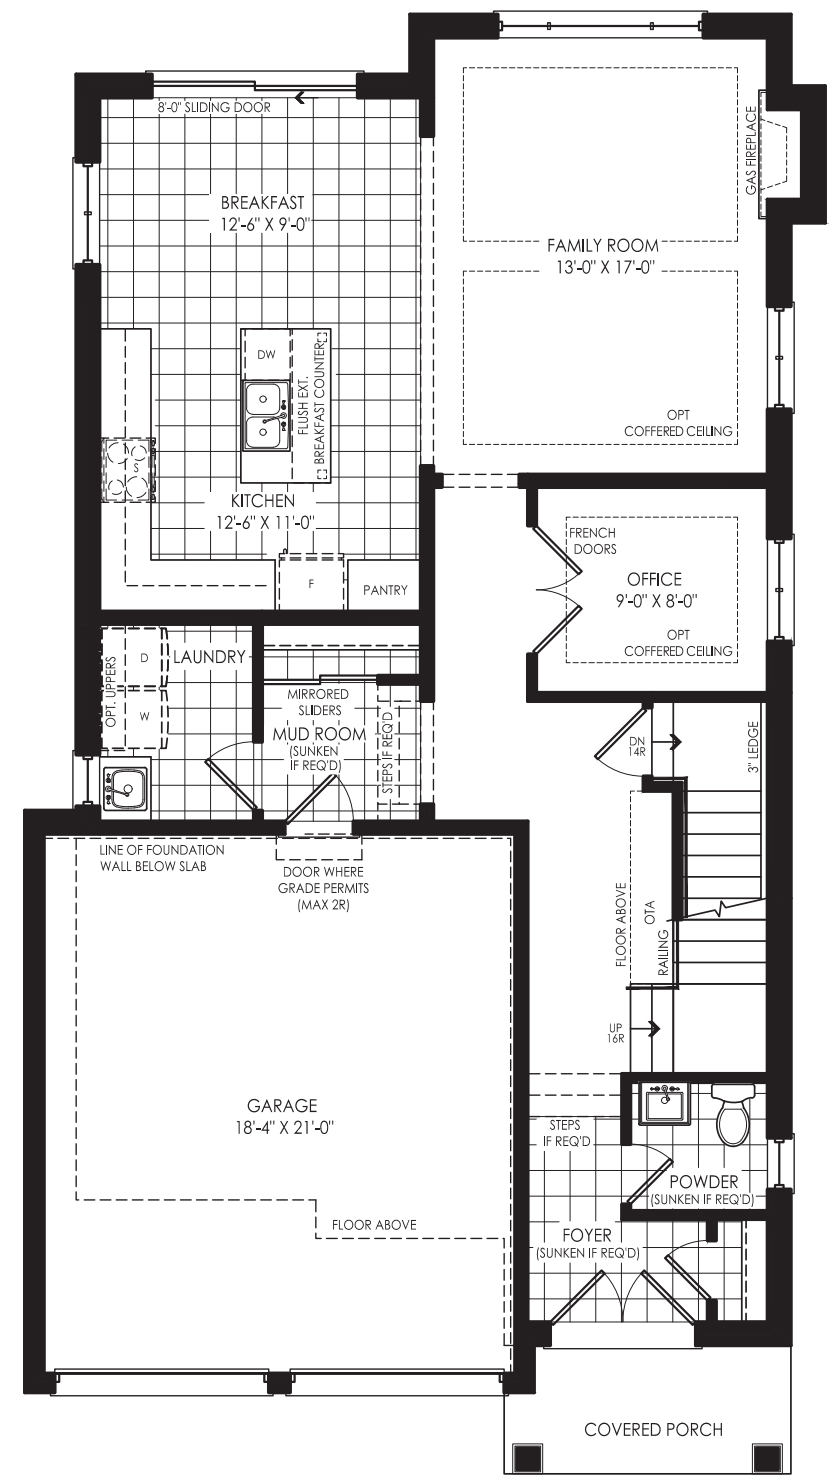 8'-0" SLIDING DOOR
BREAKFAST
12'-6" X 9'-0"
GAS FIREPLACE
FAMILY ROOM
13'-0" X 17'-0"
DW
FLUSH EXT.
BREAKFAST COUNTER
OPT
COFFERED CEILING
S
KITCHEN
12'-6" X 11'-0"
FRENCH
DOORS
F
PANTRY
OFFICE
9'-0" X 8'-0"
OPT
COFFERED CEILING
OPT. UPPERS
D
LAUNDRY
W
MIRRORED
SLIDERS
MUD ROOM
(SUNKEN
IF REQ'D)
STEPS IF REQ'D
DN
14R
3" LEDGE
LINE OF FOUNDATION
WALL BELOW SLAB
DOOR WHERE
GRADE PERMITS
(MAX 2R)
FLOOR ABOVE
OTA
RAILING
UP
16R
GARAGE
18'-4" X 21'-0"
STEPS
IF REQ'D
POWDER
(SUNKEN IF REQ'D)
FLOOR ABOVE
FOYER
(SUNKEN IF REQ'D)
COVERED PORCH